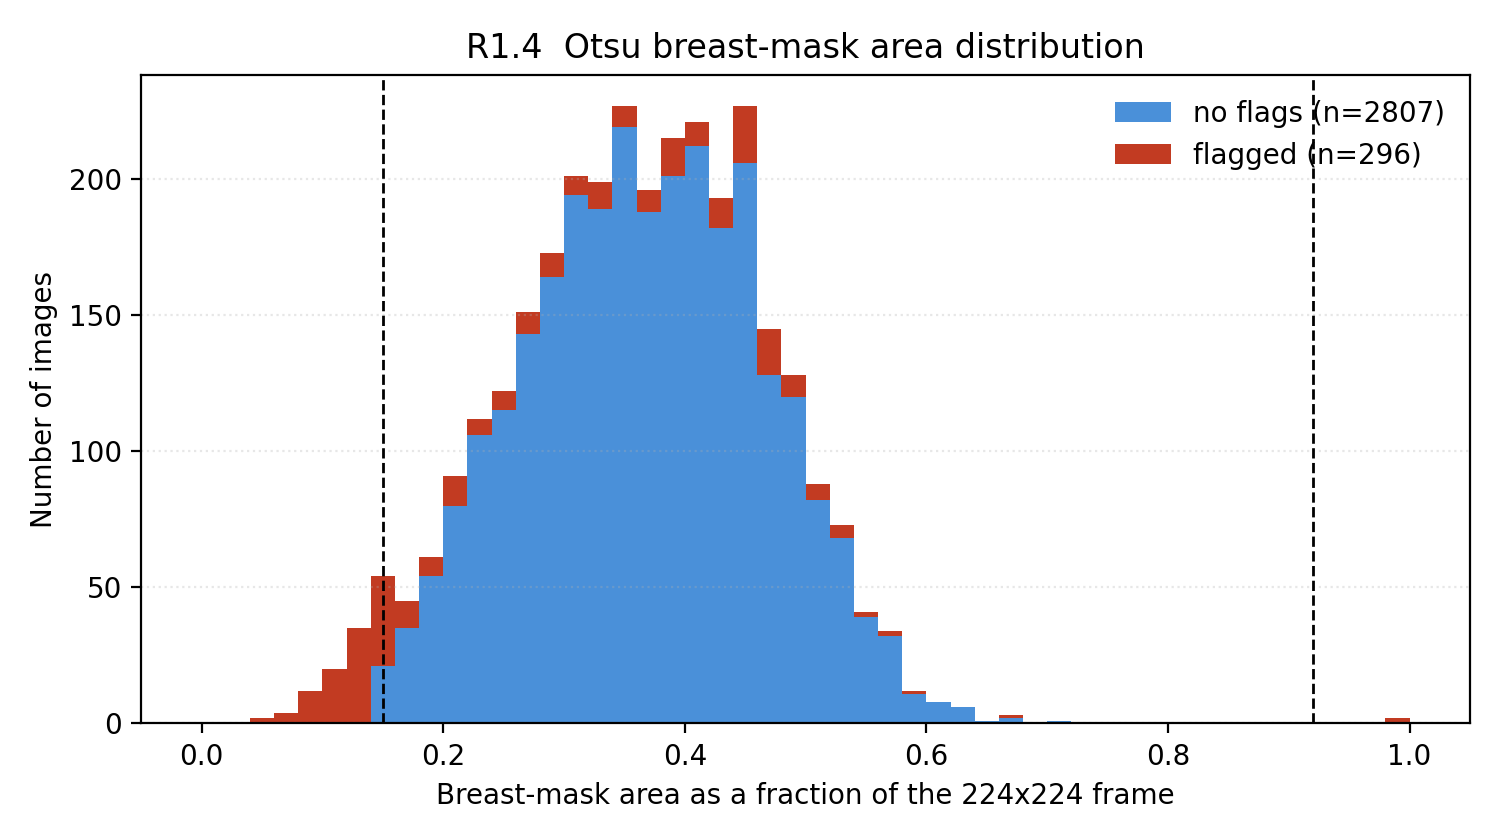 R1.4  Otsu breast-mask area distribution
no flags (n=2807)
flagged (n=296)
Number of images
200
150
100
50
0
0.0 0.2 0.4 0.6 0.8 1.0
Breast-mask area as a fraction of the 224x224 frame